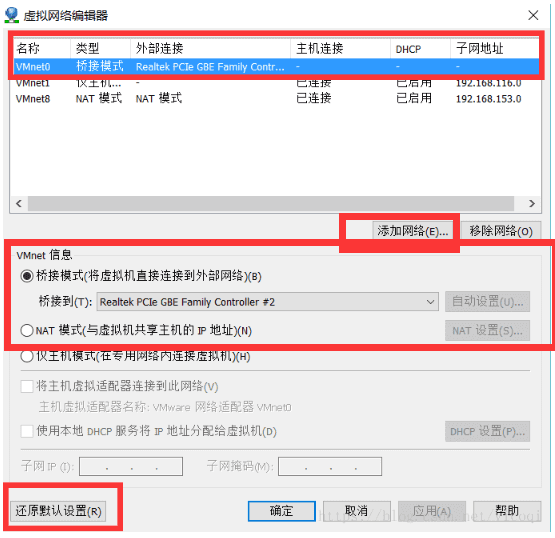 虚拟网络编辑器
名称 类型 外部连接 主机连接 DHCP 子网地址
VMnet0 桥接模式 Realtek PCIe GBE Family Contr... - - -
VMnet1 仅主机... - 已连接 已启用 192.168.116.0
VMnet8 NAT 模式 NAT 模式 已连接 已启用 192.168.153.0
添加网络(E)... 移除网络(O)
VMnet 信息
桥接模式(将虚拟机直接连接到外部网络)(B)
桥接到(T): Realtek PCIe GBE Family Controller #2 自动设置(U)...
NAT 模式(与虚拟机共享主机的 IP 地址)(N) NAT 设置(S)...
仅主机模式(在专用网络内连接虚拟机)(H)
将主机虚拟适配器连接到此网络(V)
主机虚拟适配器名称: VMware 网络适配器 VMnet0
使用本地 DHCP 服务将 IP 地址分配给虚拟机(D) DHCP 设置(P)...
子网 IP (I): . . . 子网掩码(M): . . .
还原默认设置(R) 确定 取消 应用(A) 帮助